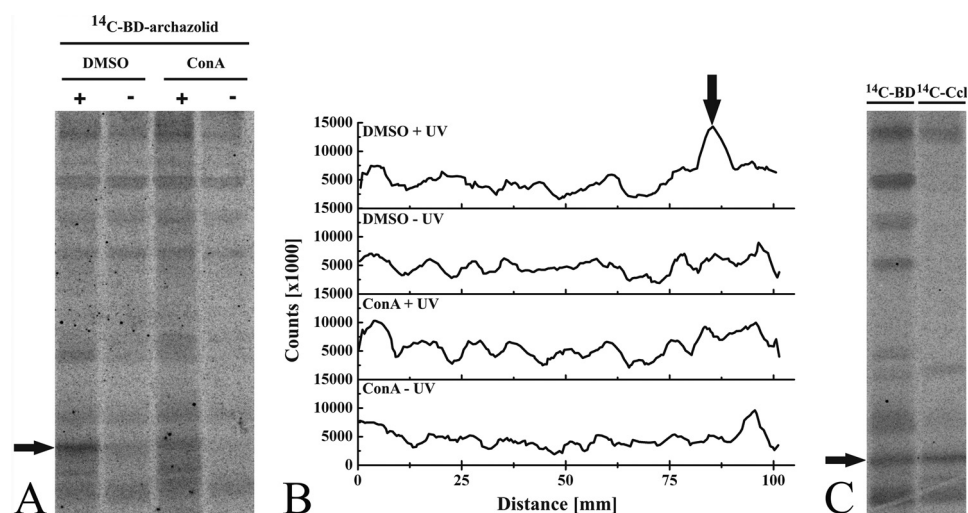 14C-BD-archazolid
DMSO ConA
+ - + -
A
B
DMSO + UV
DMSO - UV
ConA + UV
ConA - UV
15000
10000
5000
15000
10000
5000
15000
10000
5000
15000
10000
5000
0
0 25 50 75 100
Counts [x1000]
Distance [mm]
14C-BD 14C-Ccl
C